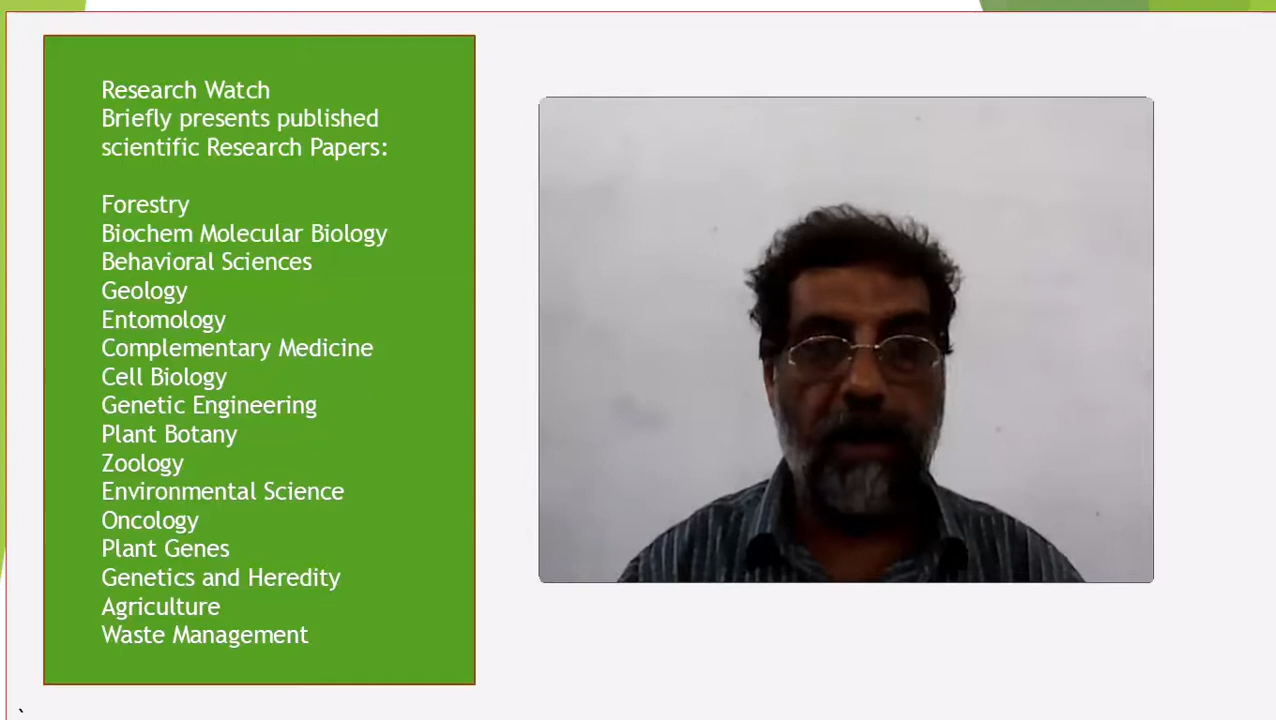 Research Watch
Briefly presents published
scientific Research Papers:
Forestry
Biochem Molecular Biology
Behavioral Sciences
Geology
Entomology
Complementary Medicine
Cell Biology
Genetic Engineering
Plant Botany
Zoology
Environmental Science
Oncology
Plant Genes
Genetics and Heredity
Agriculture
Waste Management
`